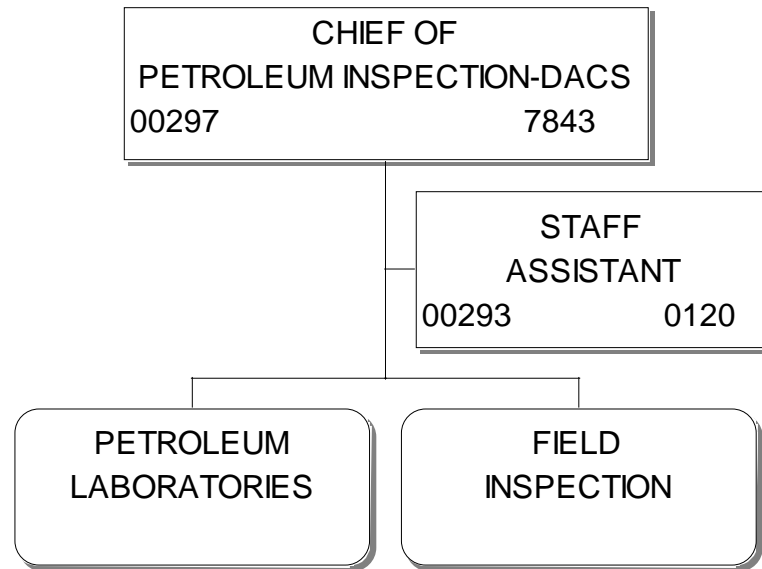 CHIEF OF
PETROLEUM INSPECTION-DACS
00297 7843
STAFF
ASSISTANT
00293 0120
PETROLEUM
LABORATORIES
FIELD
INSPECTION